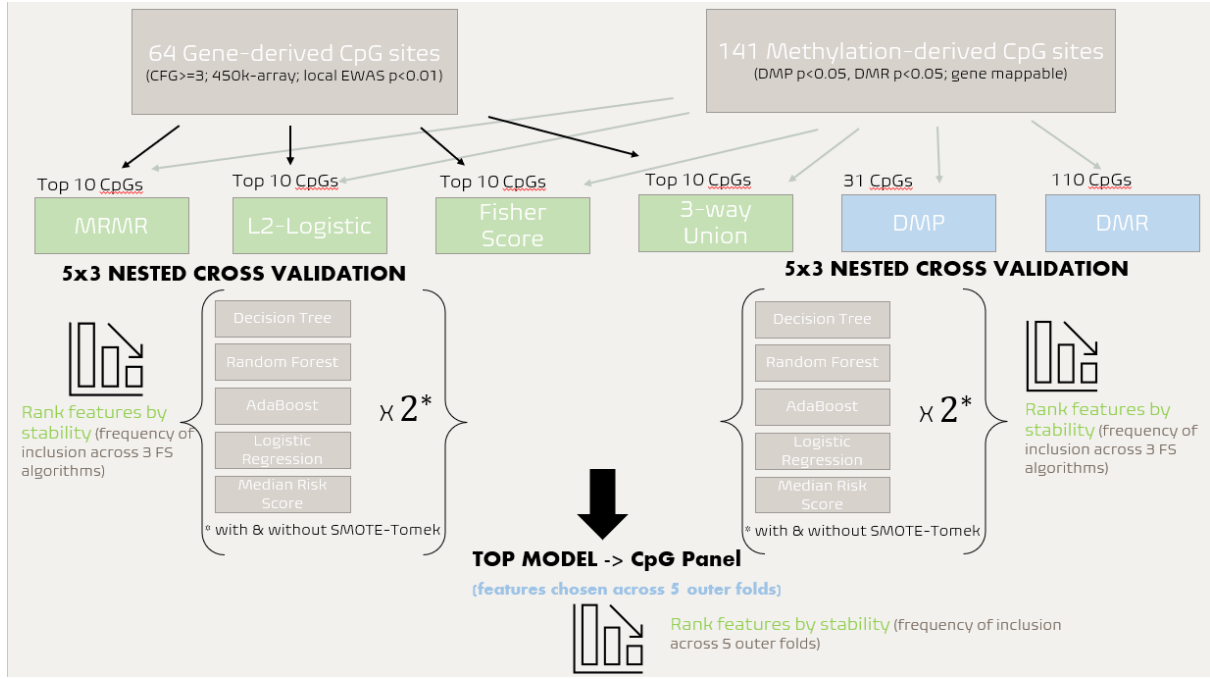 64 Gene-derived CpG sites
(CFG>=3; 450k-array; local EWAS p<0.01)
141 Methylation-derived CpG sites
(DMP p<0.05, DMR p<0.05; gene mappable)
Top 10 CpGs
Top 10 CpGs
Top 10 CpGs
Top 10 CpGs
31 CpGs
110 CpGs
MRMR
L2-Logistic
Fisher
Score
3-way
Union
DMP
DMR
5x3 NESTED CROSS VALIDATION
5x3 NESTED CROSS VALIDATION
Decision Tree
Random Forest
AdaBoost
Logistic
Regression
Median Risk
Score
x 2*
* with & without SMOTE-Tomek
Rank features by
stability (frequency of
inclusion across 3 FS
algorithms)
Decision Tree
Random Forest
AdaBoost
Logistic
Regression
Median Risk
Score
x 2*
* with & without SMOTE-Tomek
Rank features by
stability (frequency of
inclusion across 3 FS
algorithms)
TOP MODEL -> CpG Panel
(features chosen across 5 outer folds)
Rank features by stability (frequency of inclusion
across 5 outer folds)